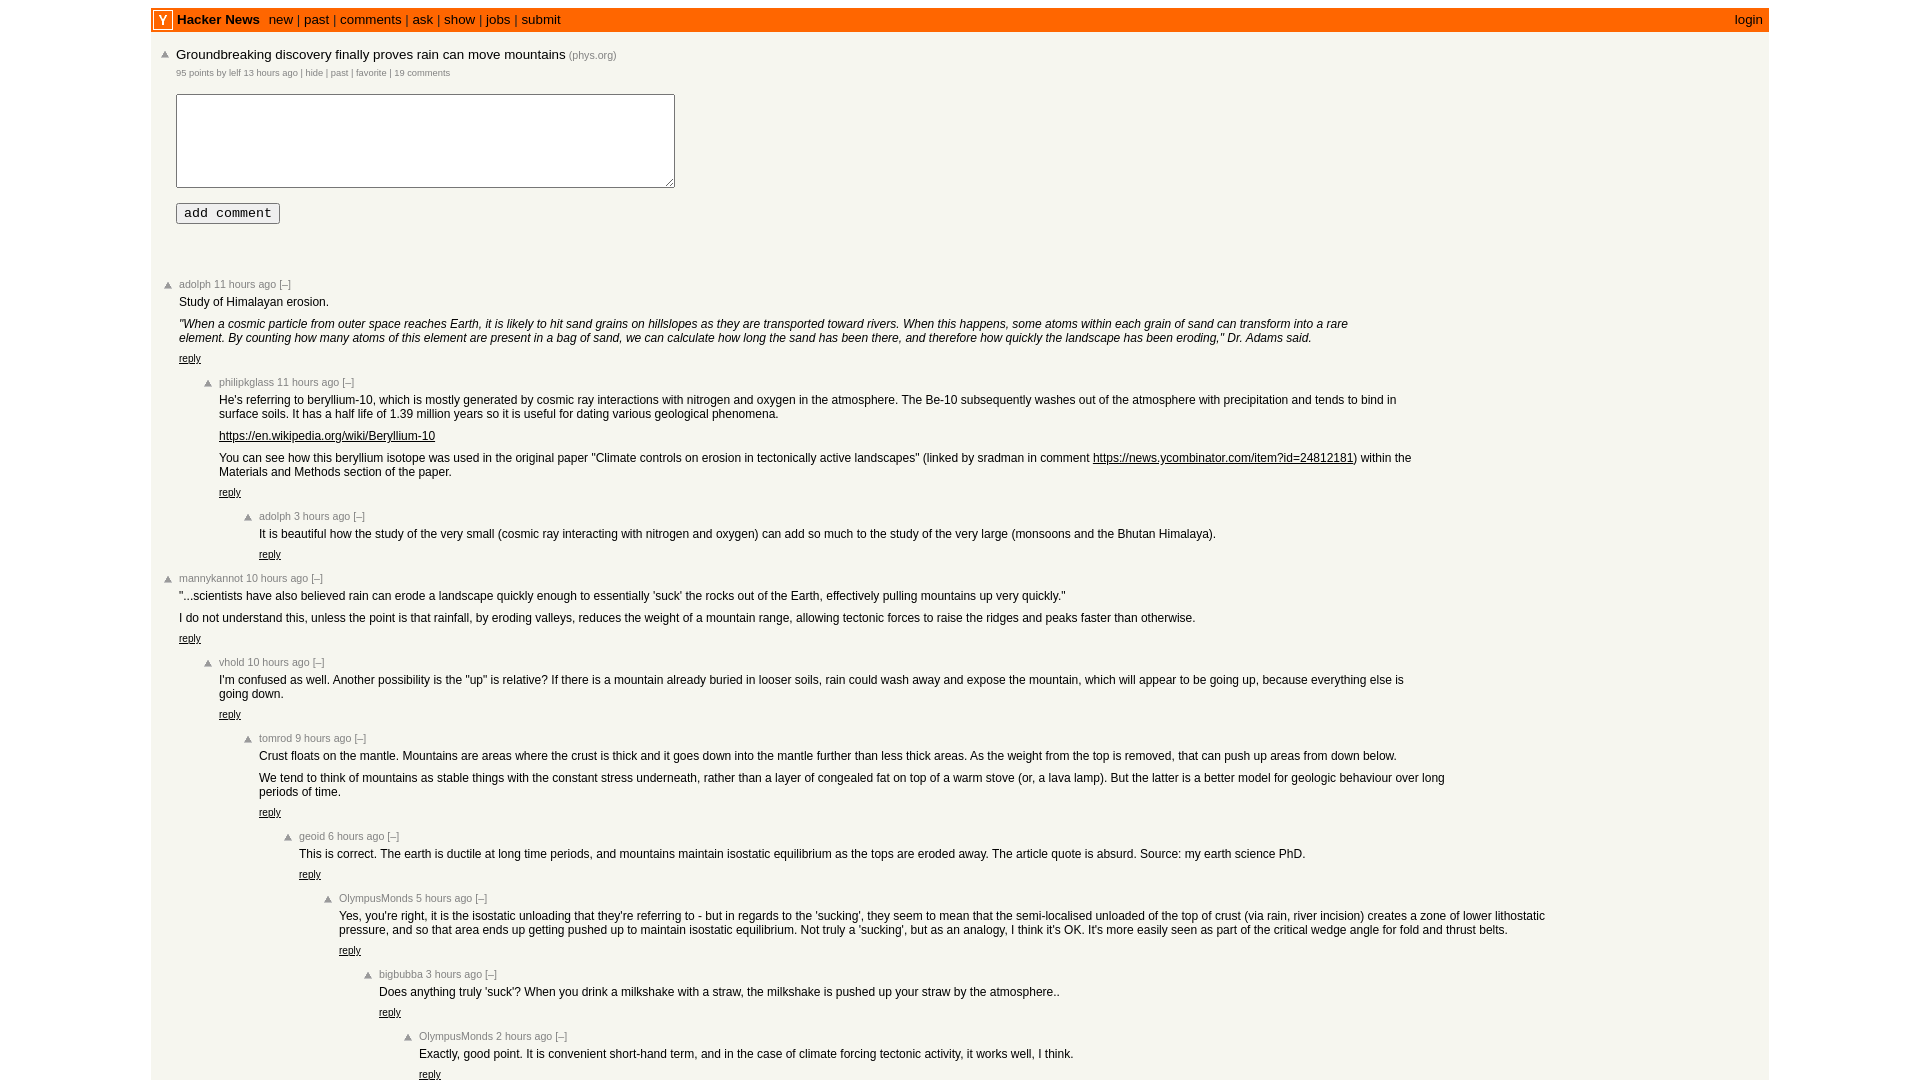 Y Hacker News new | past | comments | ask | show | jobs | submit login
Groundbreaking discovery finally proves rain can move mountains (phys.org)
95 points by lelf 13 hours ago | hide | past | favorite | 19 comments
add comment
adolph 11 hours ago [–]
Study of Himalayan erosion.
"When a cosmic particle from outer space reaches Earth, it is likely to hit sand grains on hillslopes as they are transported toward rivers. When this happens, some atoms within each grain of sand can transform into a rare
element. By counting how many atoms of this element are present in a bag of sand, we can calculate how long the sand has been there, and therefore how quickly the landscape has been eroding," Dr. Adams said.
reply
philipkglass 11 hours ago [–]
He's referring to beryllium-10, which is mostly generated by cosmic ray interactions with nitrogen and oxygen in the atmosphere. The Be-10 subsequently washes out of the atmosphere with precipitation and tends to bind in
surface soils. It has a half life of 1.39 million years so it is useful for dating various geological phenomena.
https://en.wikipedia.org/wiki/Beryllium-10
You can see how this beryllium isotope was used in the original paper "Climate controls on erosion in tectonically active landscapes" (linked by sradman in comment https://news.ycombinator.com/item?id=24812181) within the
Materials and Methods section of the paper.
reply
adolph 3 hours ago [–]
It is beautiful how the study of the very small (cosmic ray interacting with nitrogen and oxygen) can add so much to the study of the very large (monsoons and the Bhutan Himalaya).
reply
mannykannot 10 hours ago [–]
"...scientists have also believed rain can erode a landscape quickly enough to essentially 'suck' the rocks out of the Earth, effectively pulling mountains up very quickly."
I do not understand this, unless the point is that rainfall, by eroding valleys, reduces the weight of a mountain range, allowing tectonic forces to raise the ridges and peaks faster than otherwise.
reply
vhold 10 hours ago [–]
I'm confused as well. Another possibility is the "up" is relative? If there is a mountain already buried in looser soils, rain could wash away and expose the mountain, which will appear to be going up, because everything else is
going down.
reply
tomrod 9 hours ago [–]
Crust floats on the mantle. Mountains are areas where the crust is thick and it goes down into the mantle further than less thick areas. As the weight from the top is removed, that can push up areas from down below.
We tend to think of mountains as stable things with the constant stress underneath, rather than a layer of congealed fat on top of a warm stove (or, a lava lamp). But the latter is a better model for geologic behaviour over long
periods of time.
reply
geoid 6 hours ago [–]
This is correct. The earth is ductile at long time periods, and mountains maintain isostatic equilibrium as the tops are eroded away. The article quote is absurd. Source: my earth science PhD.
reply
OlympusMonds 5 hours ago [–]
Yes, you're right, it is the isostatic unloading that they're referring to - but in regards to the 'sucking', they seem to mean that the semi-localised unloaded of the top of crust (via rain, river incision) creates a zone of lower lithostatic
pressure, and so that area ends up getting pushed up to maintain isostatic equilibrium. Not truly a 'sucking', but as an analogy, I think it's OK. It's more easily seen as part of the critical wedge angle for fold and thrust belts.
reply
bigbubba 3 hours ago [–]
Does anything truly 'suck'? When you drink a milkshake with a straw, the milkshake is pushed up your straw by the atmosphere..
reply
OlympusMonds 2 hours ago [–]
Exactly, good point. It is convenient short-hand term, and in the case of climate forcing tectonic activity, it works well, I think.
reply